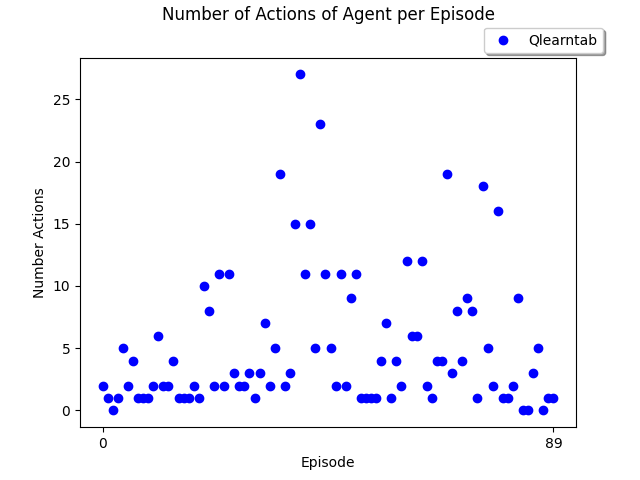 Number of Actions of Agent per Episode
Qlearntab
25
20
15
10
5
0
Number Actions
0
89
Episode